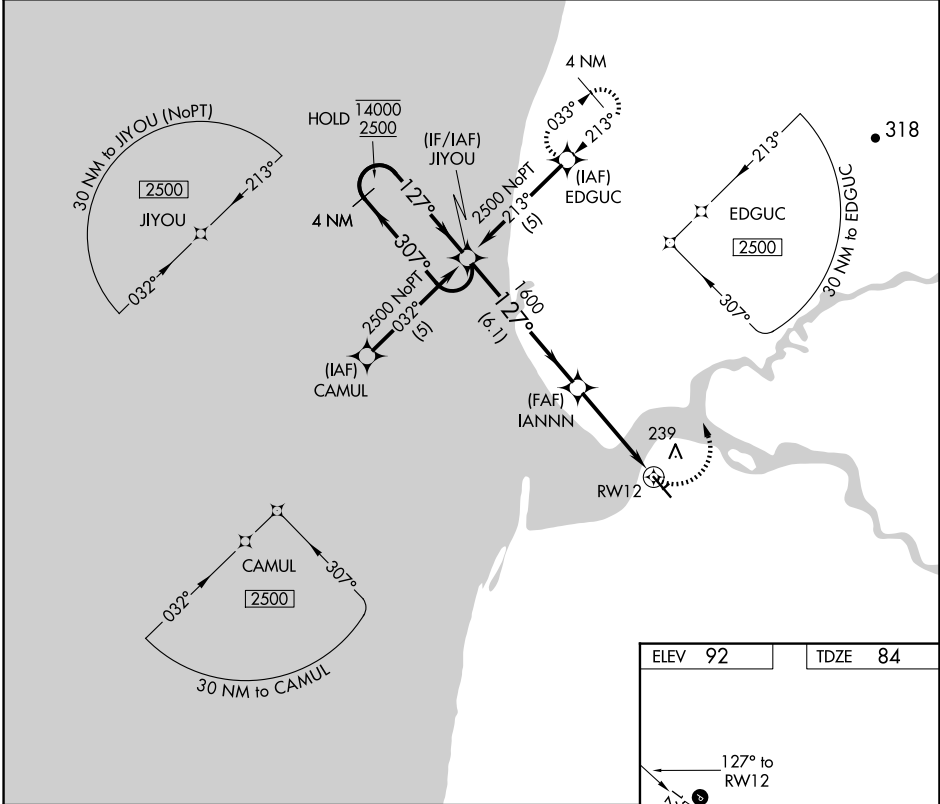 4 NM
033°
213°
(IAF)
EDGUC
HOLD
14000
2500
(IF/IAF)
JIYOU
127°
4 NM
307°
2500 NoPT
213°
(5)
2500 NoPT
032°
(5)
(IAF)
CAMUL
1600
127°
(6.1)
(FAF)
IANNN
239
RW12
30 NM to JIYOU (NoPT)
213°
2500
JIYOU
032°
318
213°
EDGUC
2500
307°
30 NM to EDGUC
CAMUL
032°
307°
2500
30 NM to CAMUL
ELEV 92
TDZE 84
127° to
RW12
P